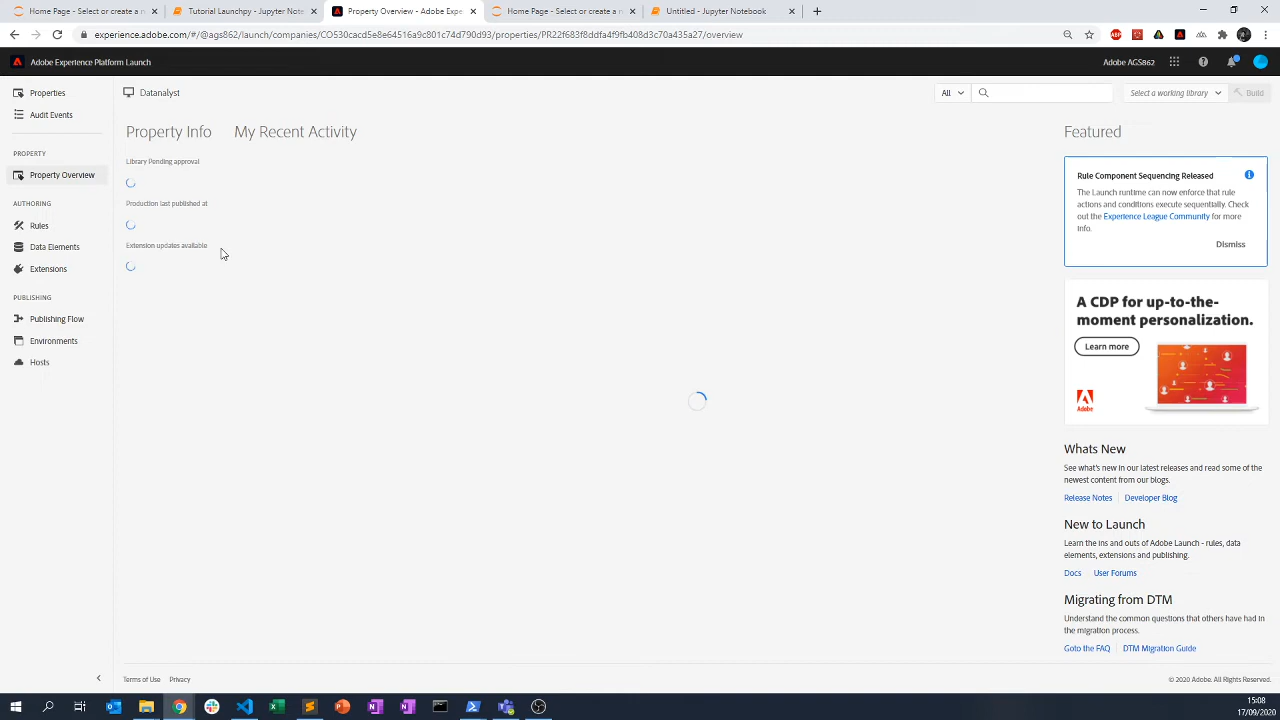 Home Page - Select or create a n
Tutorial Launchpy - Jupyter Note
Property Overview - Adobe Expe
Home Page - Select or create a n
Untitled - Jupyter Notebook
experience.adobe.com/#/@ags862/launch/companies/CO530cacd5e8e64516a9c801c74d790d93/properties/PR22f683f8ddfa4f9fb408d3c70a435a27/overview
Adobe Experience Platform Launch
Adobe AGS862
Properties
Audit Events
PROPERTY
Property Overview
AUTHORING
Rules
Data Elements
Extensions
PUBLISHING
Publishing Flow
Environments
Hosts
Datanalyst
All
Select a working library
Build
Property Info
My Recent Activity
Library Pending approval
Production last published at
Extension updates available
Featured
Rule Component Sequencing Released
The Launch runtime can now enforce that rule
actions and conditions execute sequentially. Check
out the Experience League Community for more
info.
Dismiss
A CDP for up-to-the-
moment personalization.
Learn more
Adobe
Whats New
See what's new in our latest releases and read some of the
newest content from our blogs.
Release Notes
Developer Blog
New to Launch
Learn the ins and outs of Adobe Launch - rules, data
elements, extensions and publishing.
Docs
User Forums
Migrating from DTM
Understand the common questions that others have had in
the migration process.
Goto the FAQ
DTM Migration Guide
Terms of Use
Privacy
© 2020 Adobe. All Rights Reserved.
15:08
17/09/2020